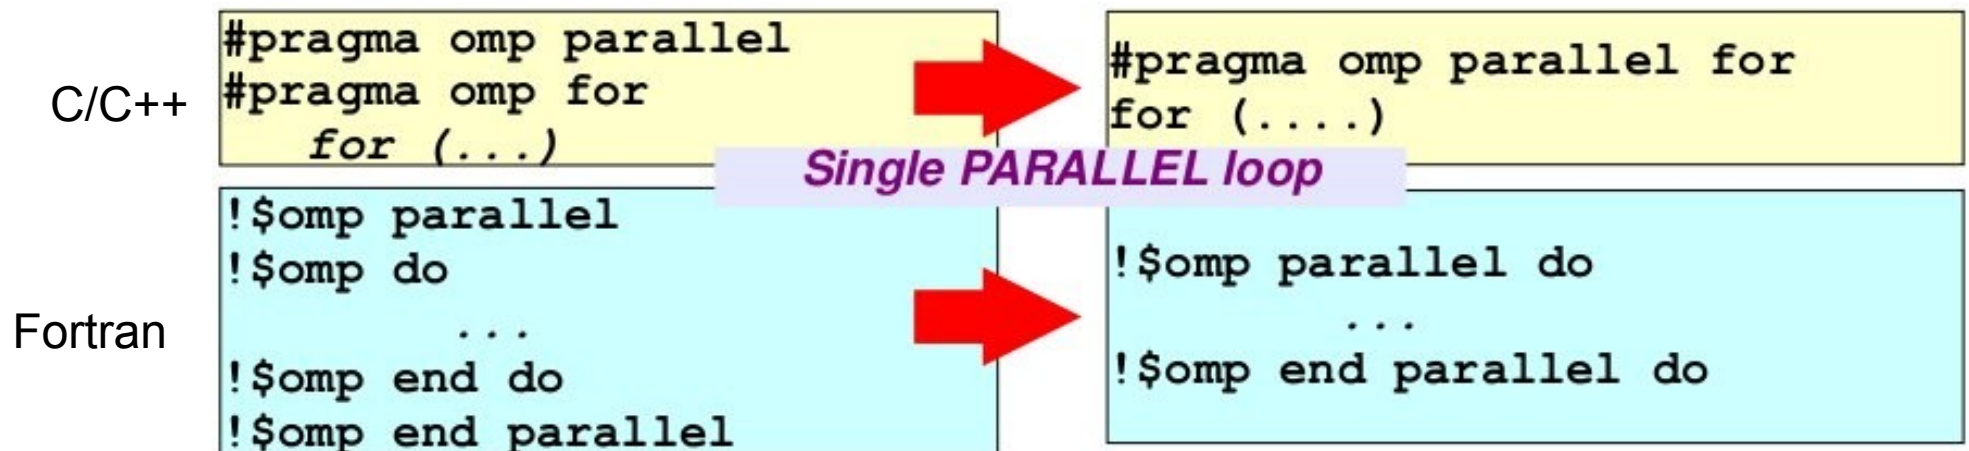 C/C++
#pragma omp parallel
#pragma omp for
for (...)
#pragma omp parallel for
for (....)
Single PARALLEL loop
Fortran
!$omp parallel
!$omp do
...
!$omp end do
!$omp end parallel
!$omp parallel do
...
!$omp end parallel do